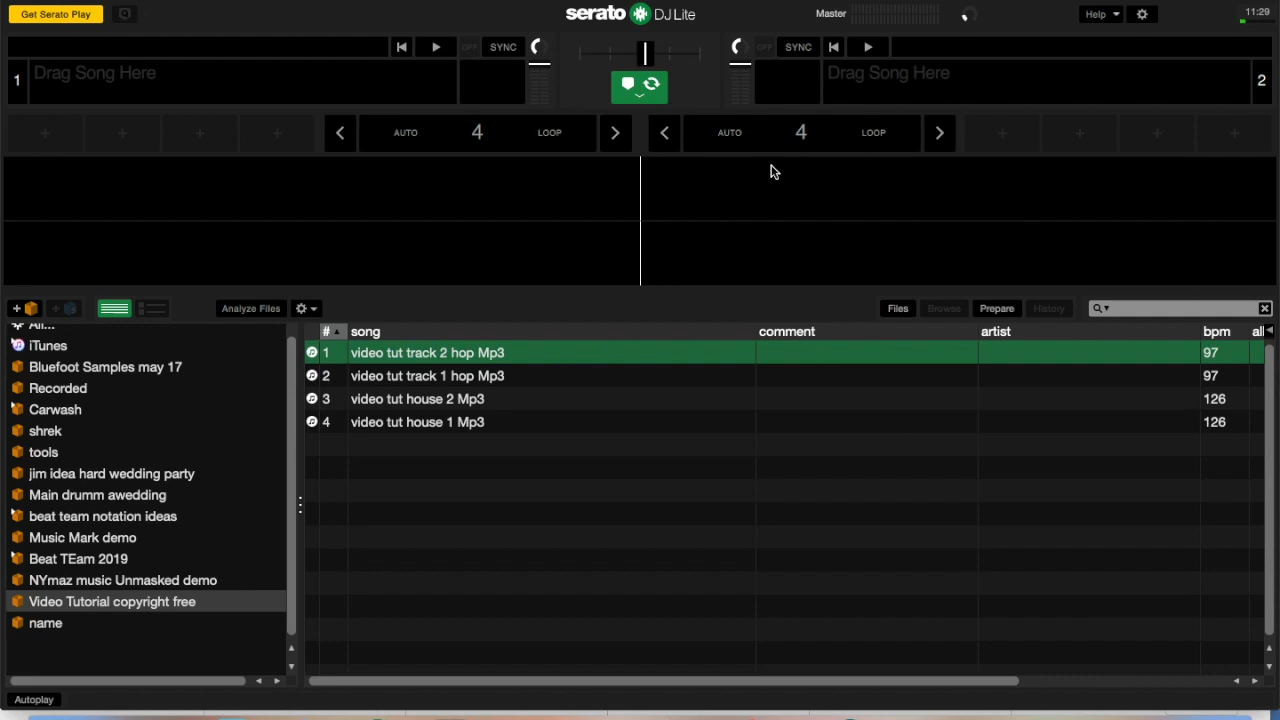 Get Serato Play
serato DJ Lite
Master
Help
11:29
OFF SYNC
OFF SYNC
1 Drag Song Here
Drag Song Here 2
AUTO 4 LOOP
AUTO 4 LOOP
Analyze Files
Files Browse Prepare History
All...
iTunes
Bluefoot Samples may 17
Recorded
Carwash
shrek
tools
jim idea hard wedding party
Main drumm awedding
beat team notation ideas
Music Mark demo
Beat TEam 2019
NYmaz music Unmasked demo
Video Tutorial copyright free
name
# song comment artist bpm al
1 video tut track 2 hop Mp3 97
2 video tut track 1 hop Mp3 97
3 video tut house 2 Mp3 126
4 video tut house 1 Mp3 126
Autoplay